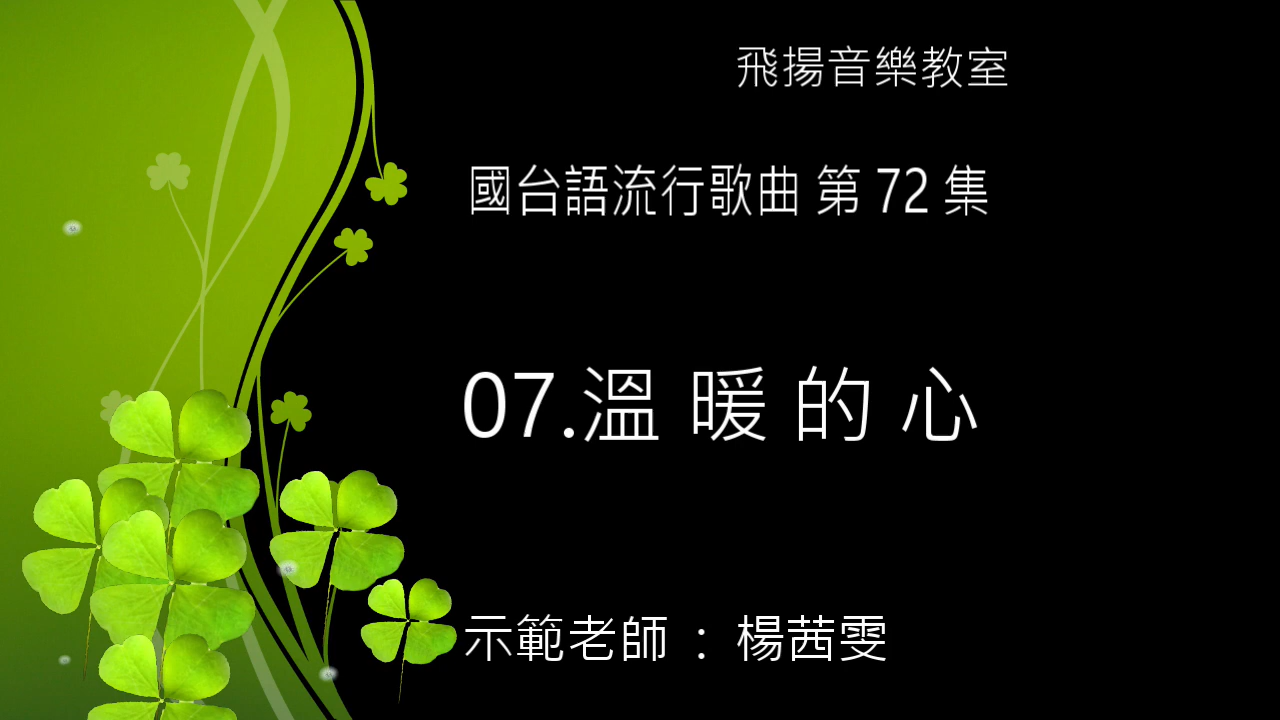 飛揚音樂教室
國台語流行歌曲 第 72 集
07.溫 暖 的 心
示範老師 : 楊茜雯